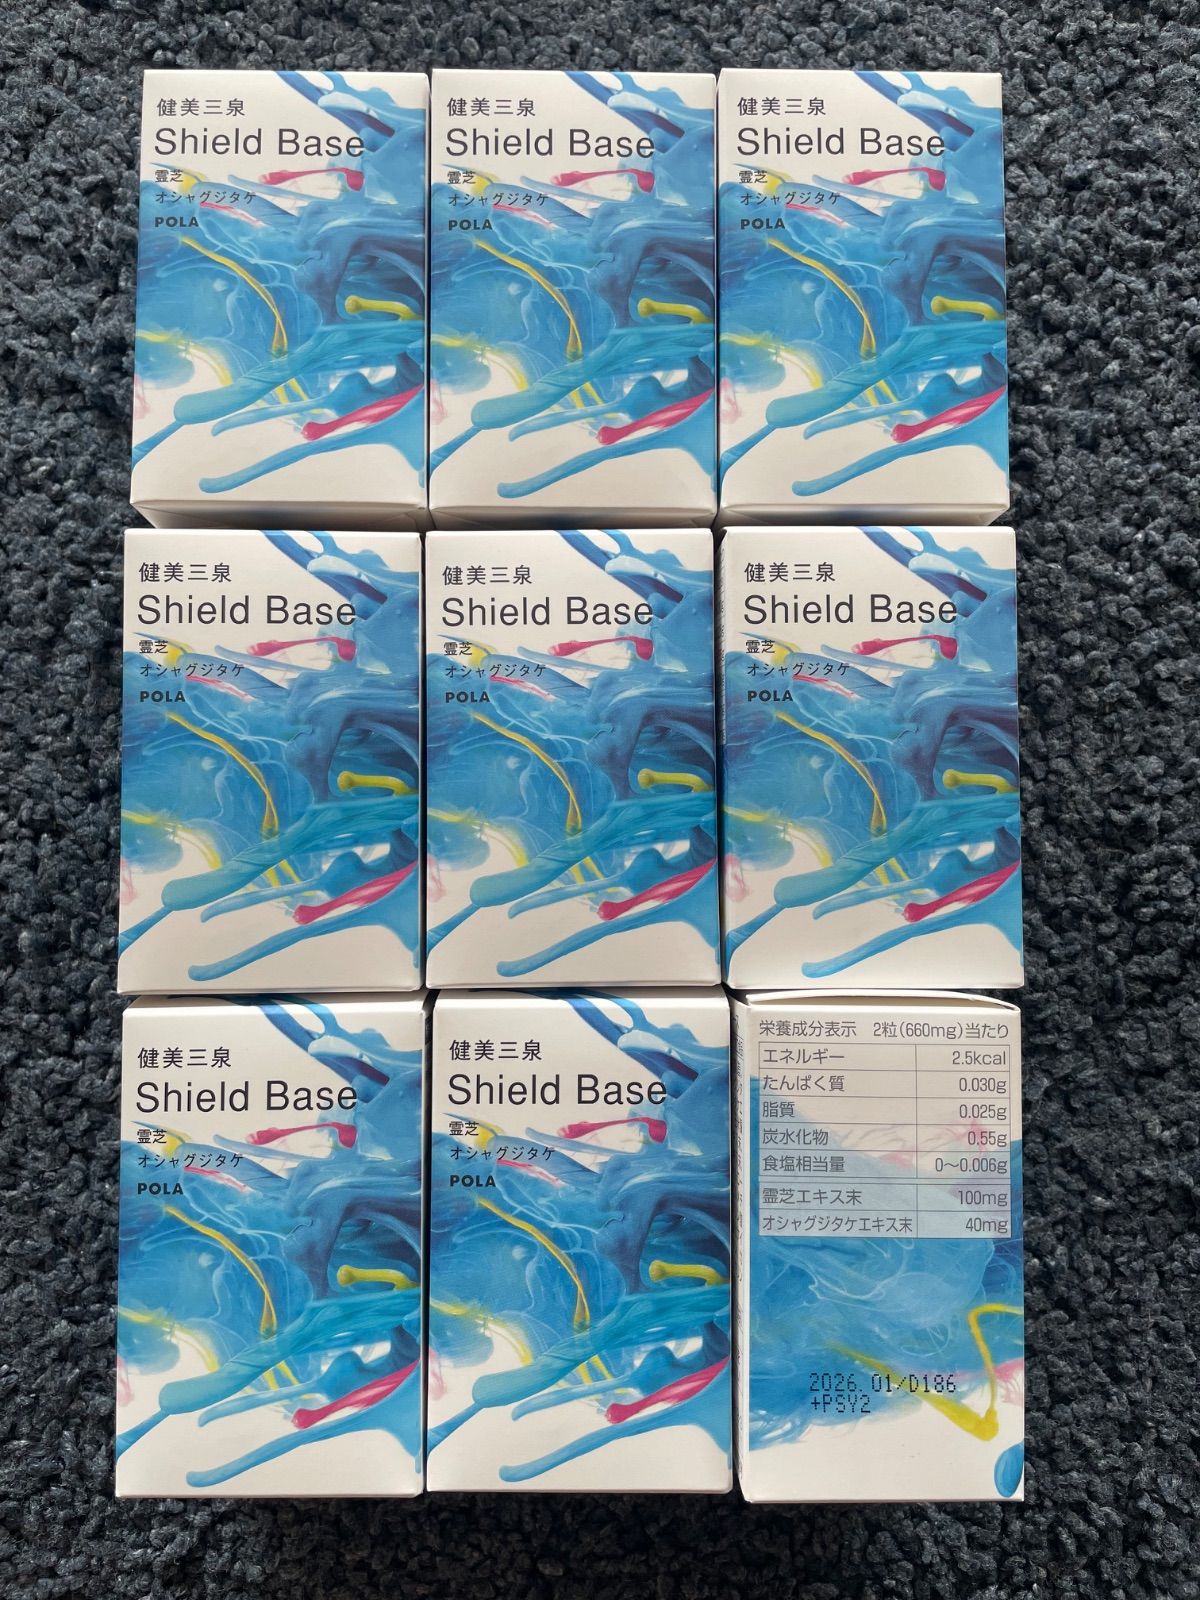 健美三泉
Shield Base
霊芝
オシャグジタケ
POLA
健美三泉
Shield Base
霊芝
オシャグジタケ
POLA
健美三泉
Shield Base
霊芝
オシャグジタケ
POLA
健美三泉
Shield Base
霊芝
オシャグジタケ
POLA
健美三泉
Shield Base
霊芝
オシャグジタケ
POLA
健美三泉
Shield Base
霊芝
オシャグジタケ
POLA
健美三泉
Shield Base
霊芝
オシャグジタケ
POLA
健美三泉
Shield Base
霊芝
オシャグジタケ
POLA
栄養成分表示 2粒(660mg)当たり
エネルギー 2.5kcal
たんぱく質 0.030g
脂質 0.025g
炭水化物 0.55g
食塩相当量 0〜0.006g
霊芝エキス末 100mg
オシャグジタケエキス末 40mg
2026.01/D186
+PSY2